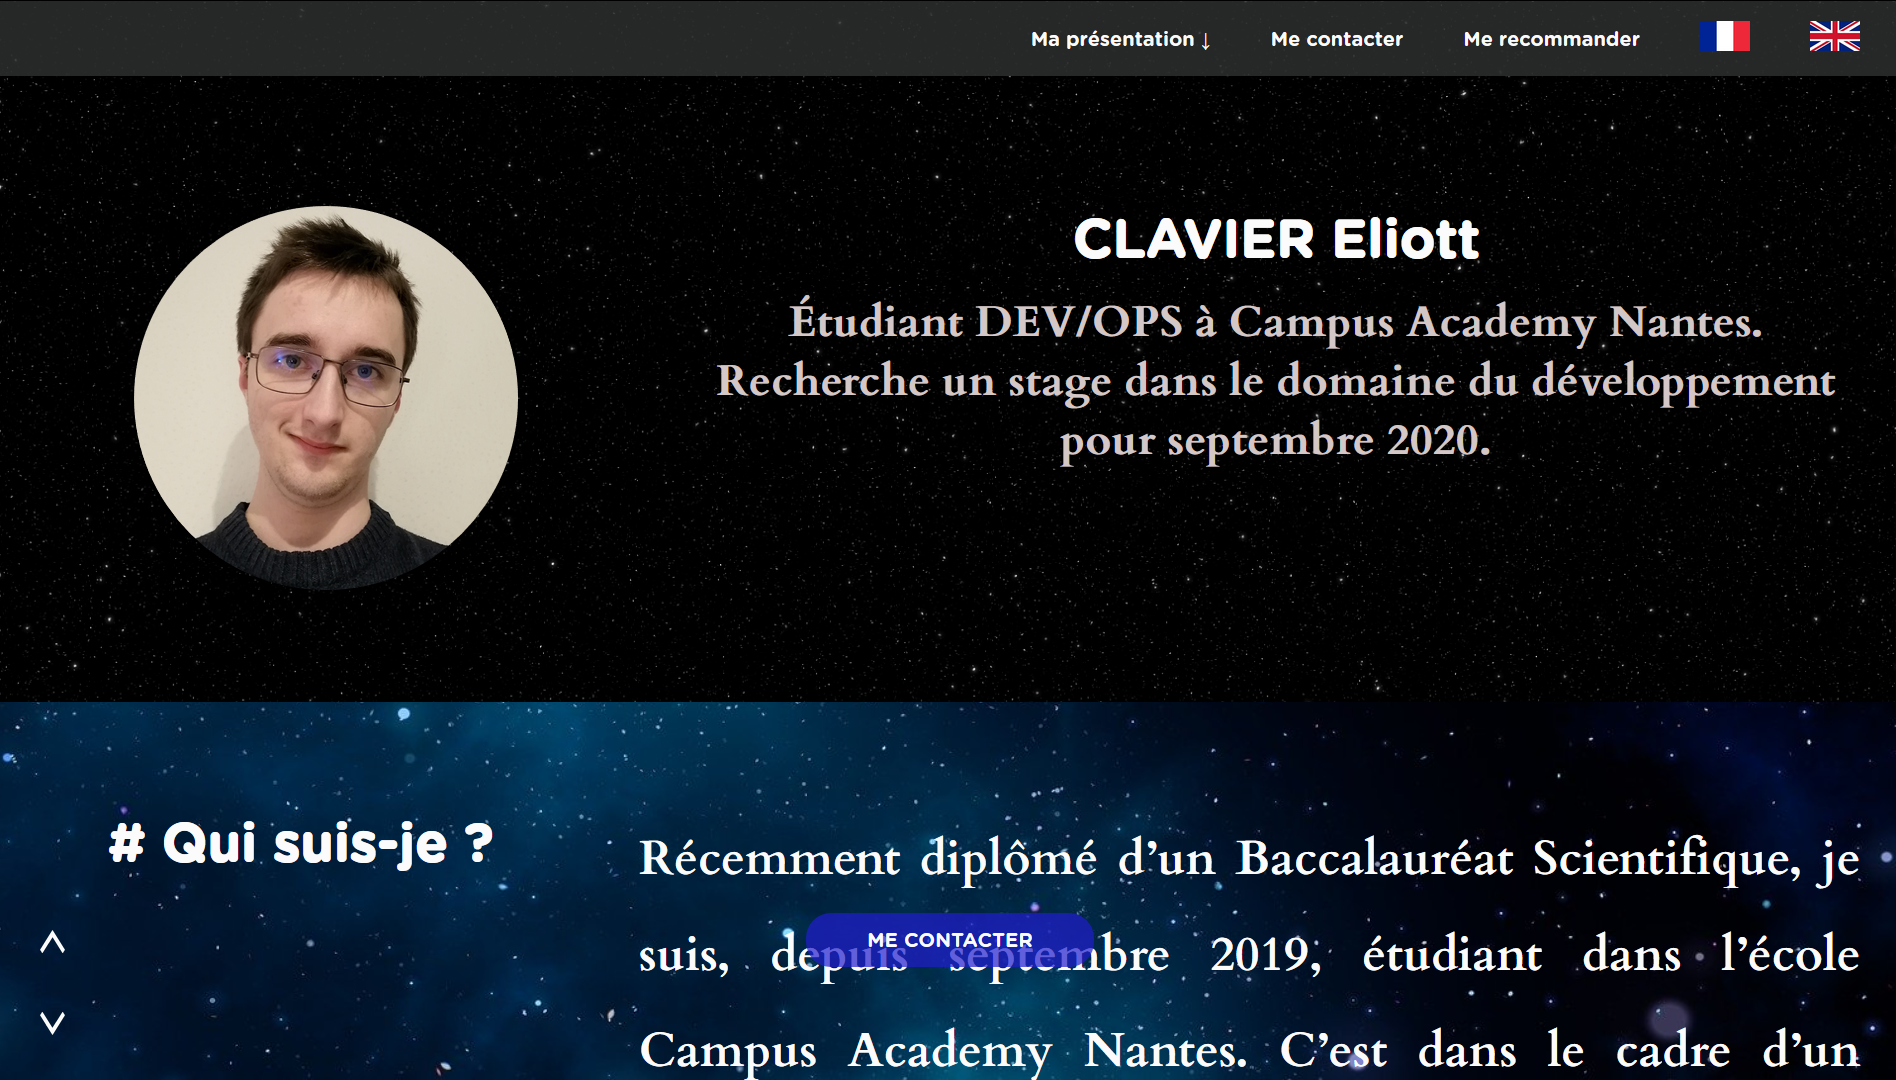 Ma présentation ↓ Me contacter Me recommander
CLAVIER Eliott
Étudiant DEV/OPS à Campus Academy Nantes.
Recherche un stage dans le domaine du développement
pour septembre 2020.
# Qui suis-je ?
Récemment diplômé d’un Baccalauréat Scientifique, je
suis, depuis septembre 2019, étudiant dans l’école
ME CONTACTER
Campus Academy Nantes. C’est dans le cadre d’un